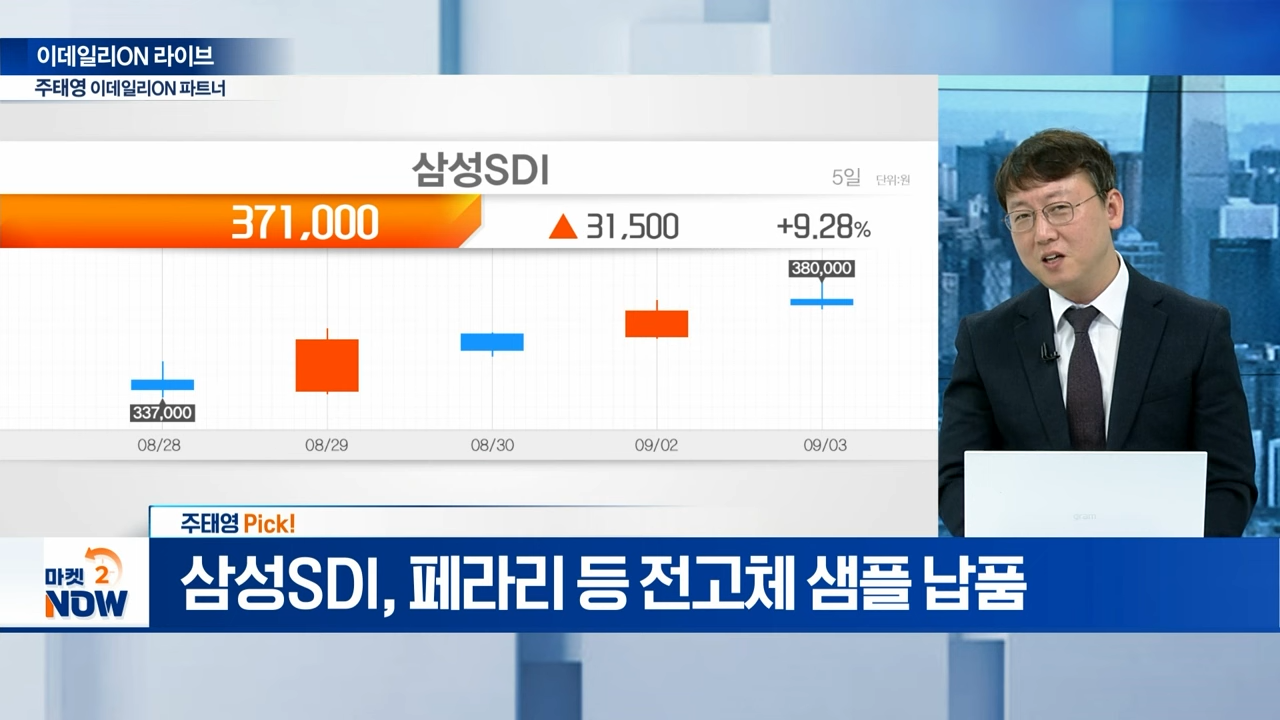 이데일리ON 라이브
주태영 이데일리ON 파트너
삼성SDI
5일 단위:원
371,000 ▲ 31,500 +9.28%
380,000
337,000
08/28 08/29 08/30 09/02 09/03
gram
주태영 Pick!
마켓 2
NOW
삼성SDI, 페라리 등 전고체 샘플 납품